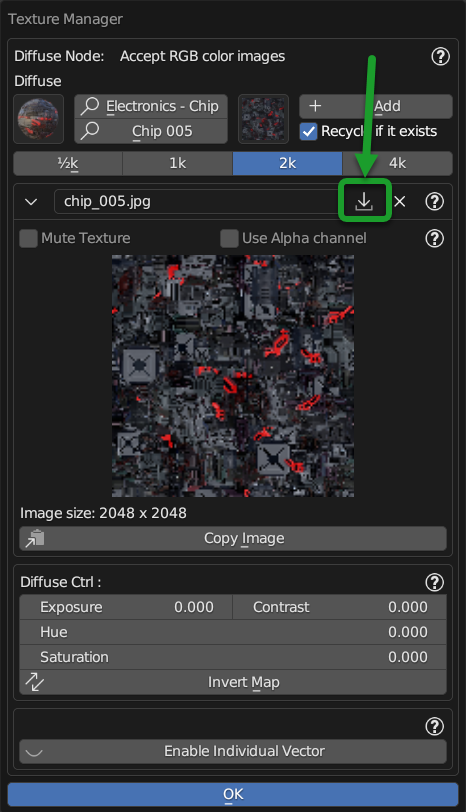 Texture Manager
Diffuse Node: Accept RGB color images
Diffuse
Electronics - Chip
Add
Chip 005
Recycle if it exists
½k 1k 2k 4k
chip_005.jpg
Mute Texture Use Alpha channel
Image size: 2048 x 2048
Copy Image
Diffuse Ctrl :
Exposure 0.000 Contrast 0.000
Hue 0.000
Saturation 0.000
Invert Map
Enable Individual Vector
OK